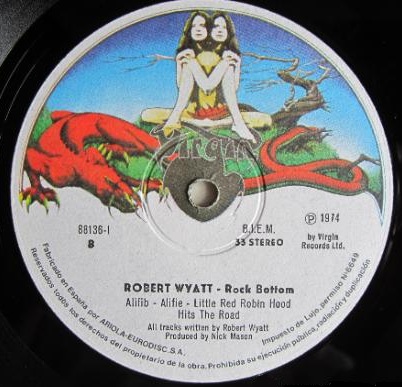 Virgin
68136-I
B
B.I.E.M.
33 STEREO
℗ 1974
by Virgin
Records Ltd.
ROBERT WYATT - Rock Bottom
Alifib - Alifie - Little Red Robin Hood
Hits The Road
All tracks written by Robert Wyatt
Produced by Nick Mason
Fabricado en España por ARIOLA-EURODISC.S.A.
Impuesto de Lujo, permiso N-6649
Reservados todos los derechos del propietario de la obra. Prohibida su ejecución publica, radiación y duplicación